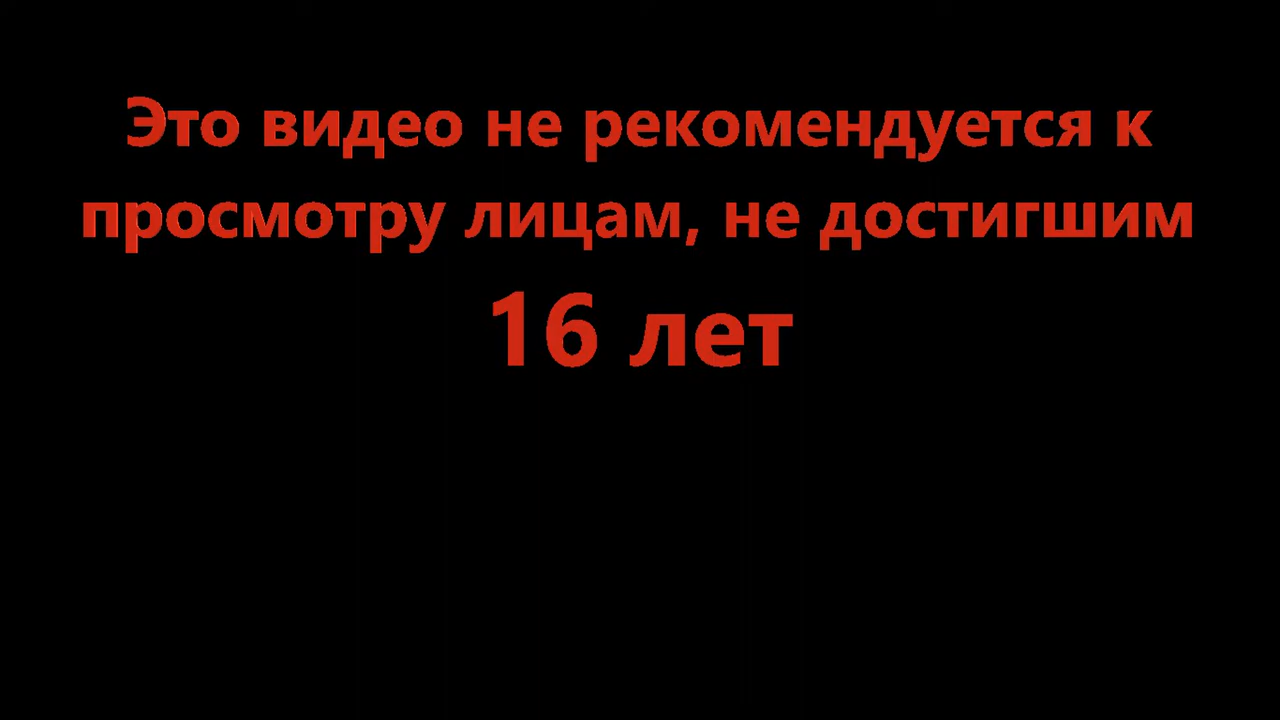 Это видео не рекомендуется к
просмотру лицам, не достигшим
16 лет